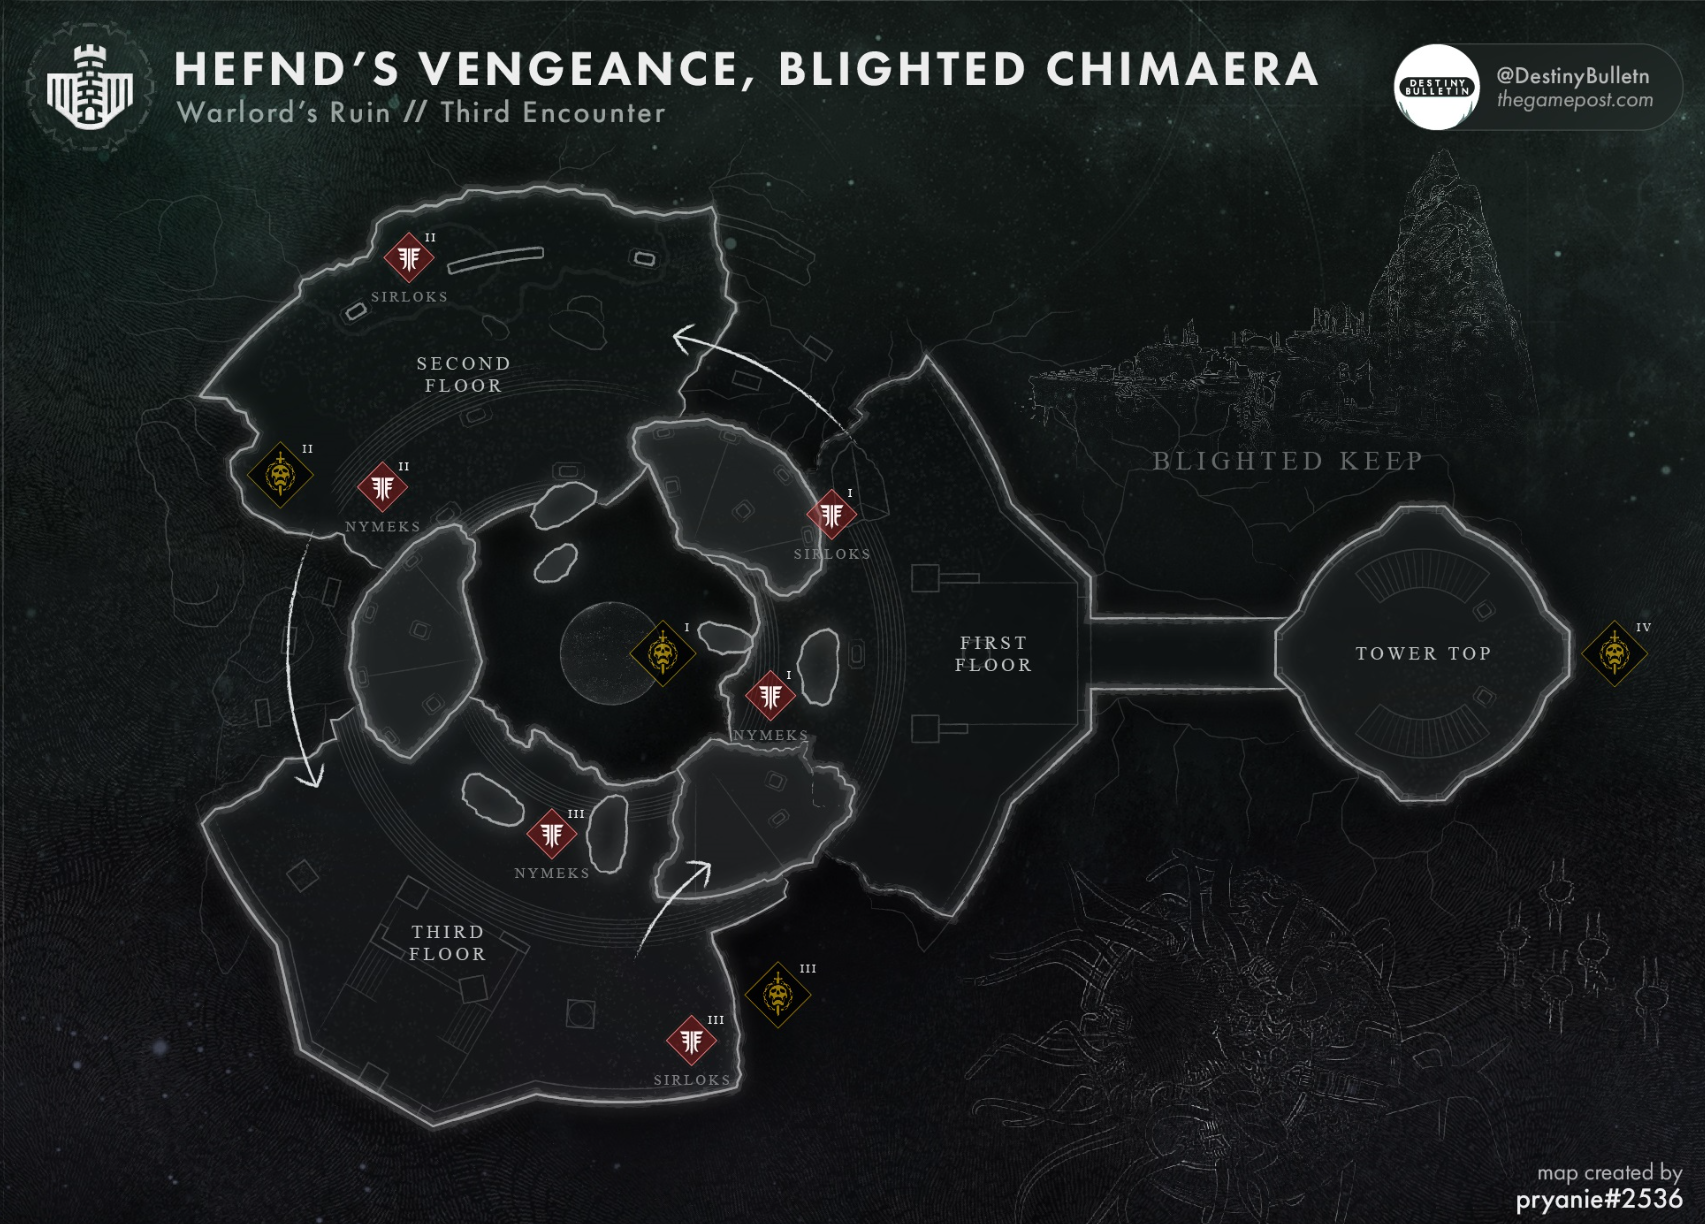 HEFND'S VENGEANCE, BLIGHTED CHIMAERA
Warlord's Ruin // Third Encounter
DESTINY
BULLETIN
@DestinyBulletn
thegamepost.com
II
SIRLOKS
SECOND
FLOOR
II
II
NYMEKS
I
SIRLOKS
BLIGHTED KEEP
I
I
NYMEKS
FIRST
FLOOR
TOWER TOP
IV
III
NYMEKS
THIRD
FLOOR
III
III
SIRLOKS
map created by
pryanie#2536